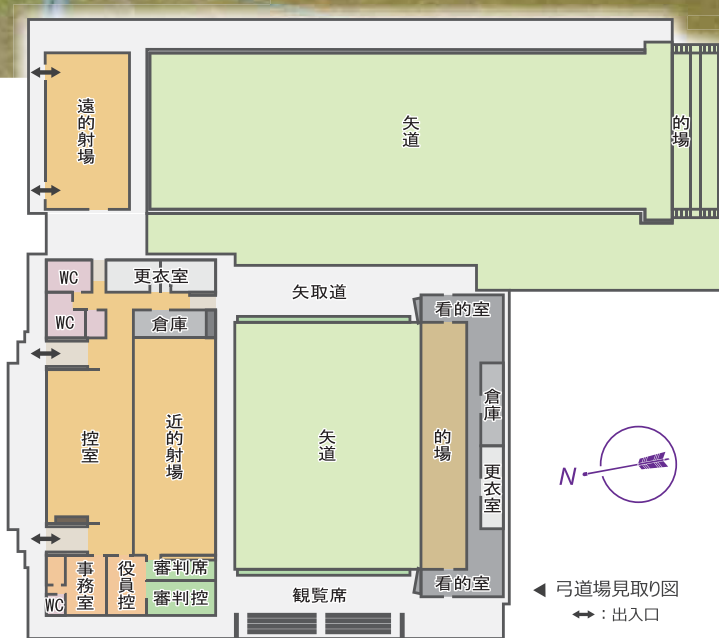 遠的射場
矢道
的場
WC
更衣室
矢取道
看的室
WC
倉庫
控室
近的射場
矢道
的場
倉庫
更衣室
N
事務室
役員控
審判席
審判控
WC
観覧席
看的室
◀ 弓道場見取り図
↔：出入口